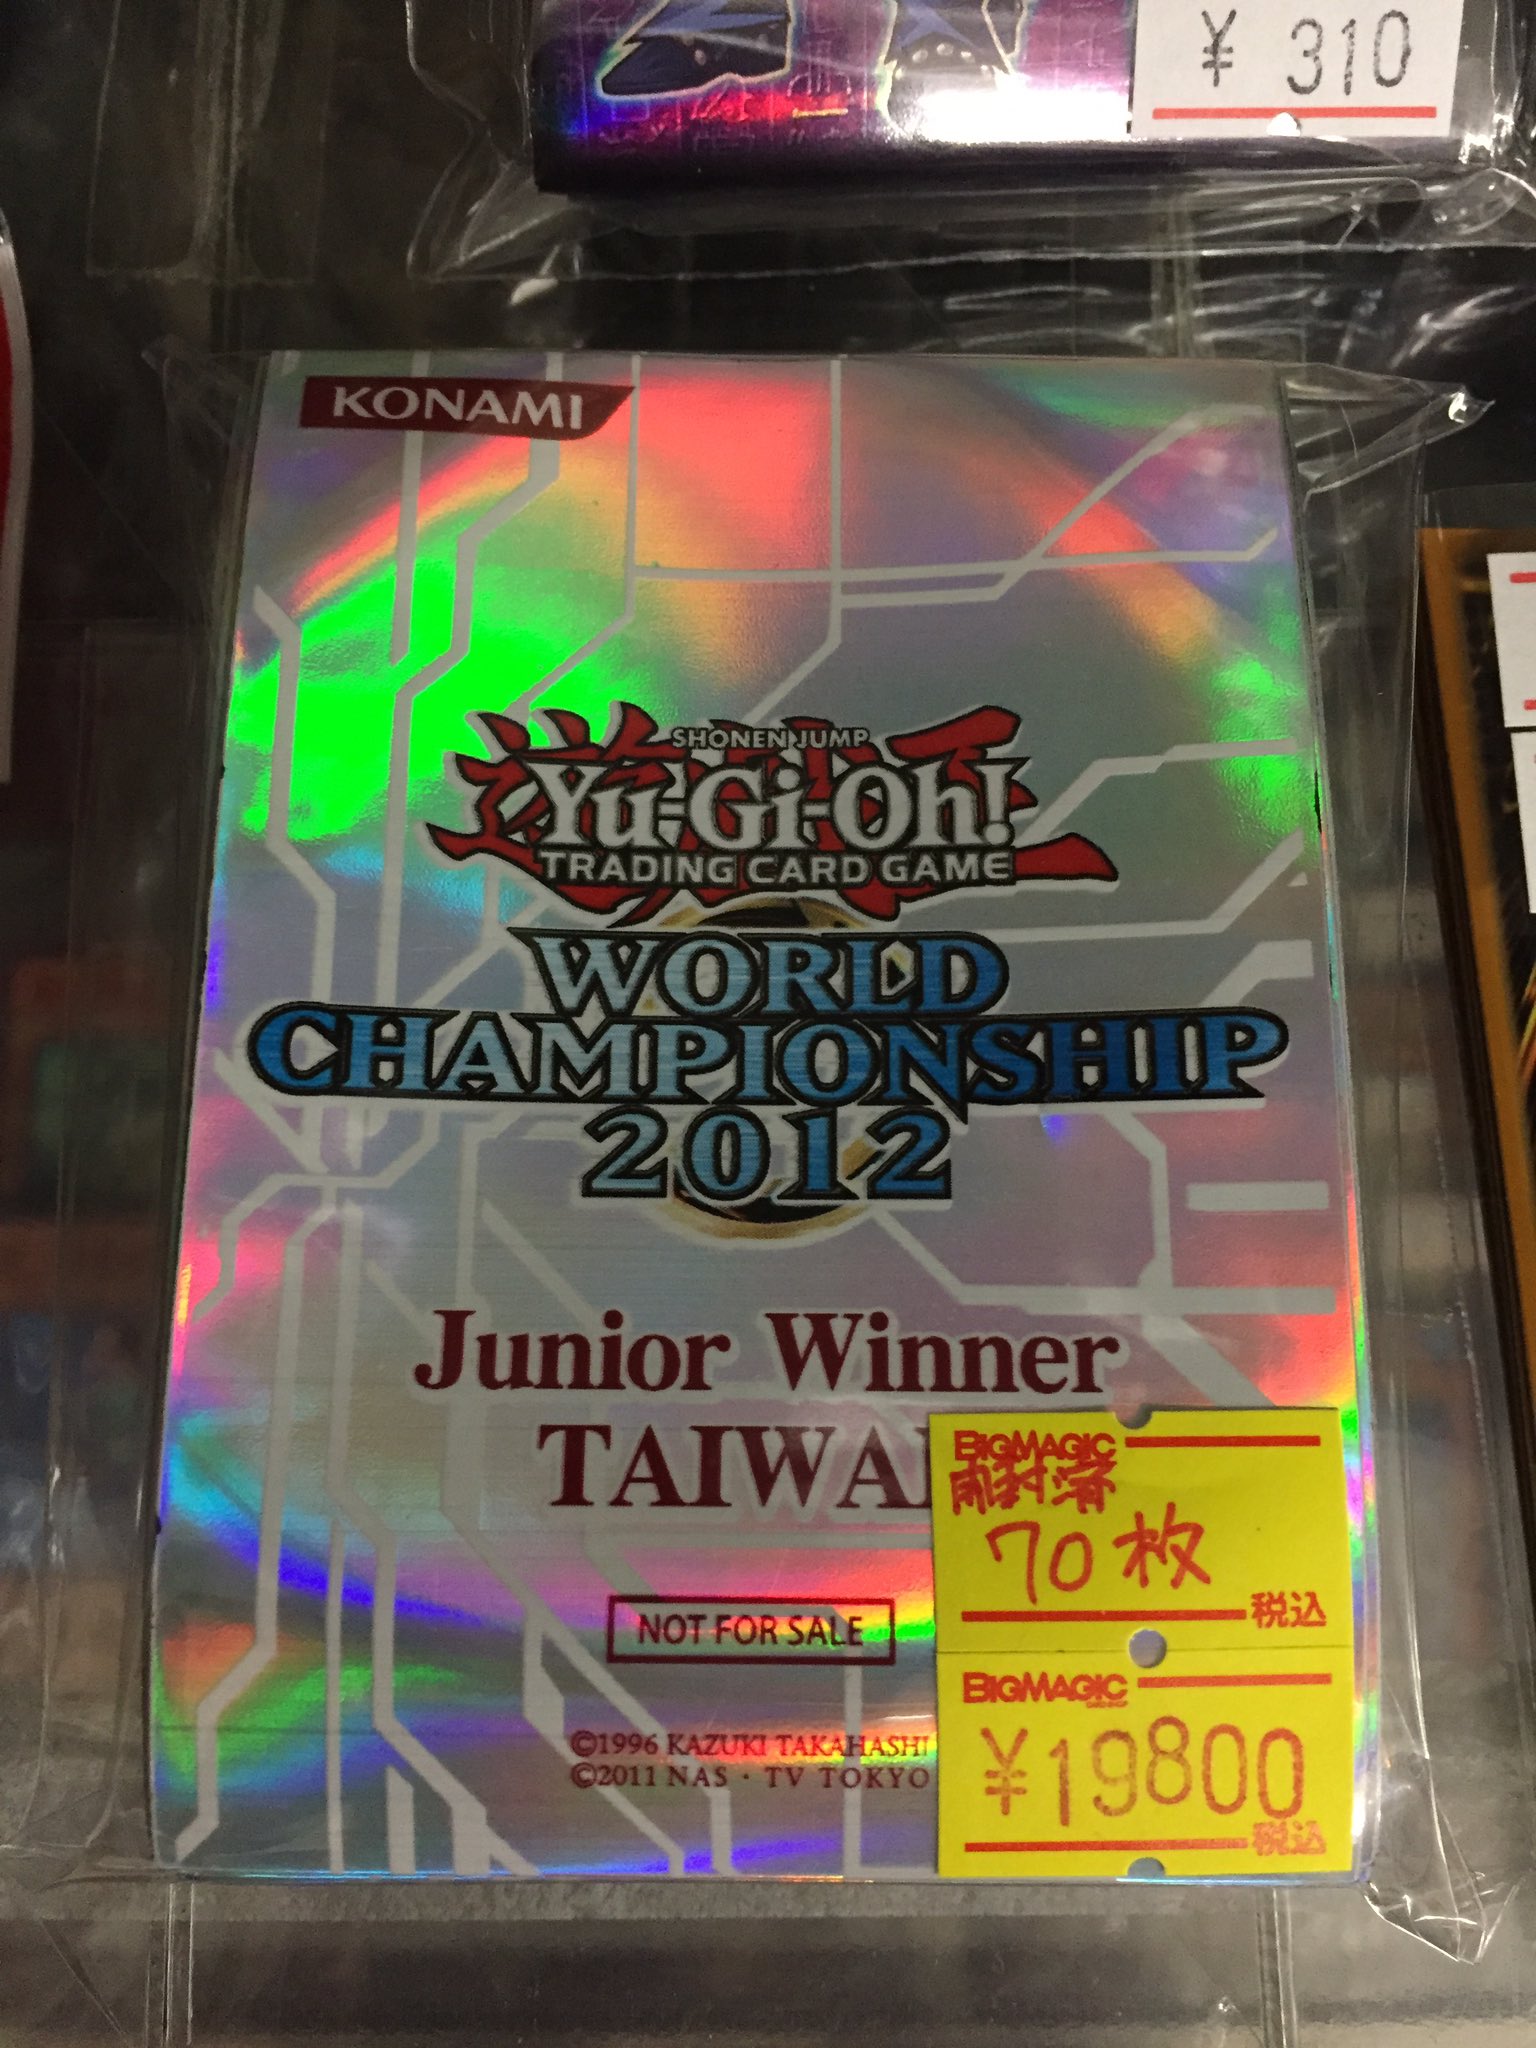 ¥ 310
KONAMI
SHONEN JUMP
Yu-Gi-Oh!
TRADING CARD GAME
WORLD
CHAMPIONSHIP
2012
Junior Winner
TAIWA
BIGMAGIC
開封済
70枚
税込
NOT FOR SALE
BIGMAGIC
¥19800
税込
©1996 KAZUKI TAKAHASHI
©2011 NAS・TV TOKYO